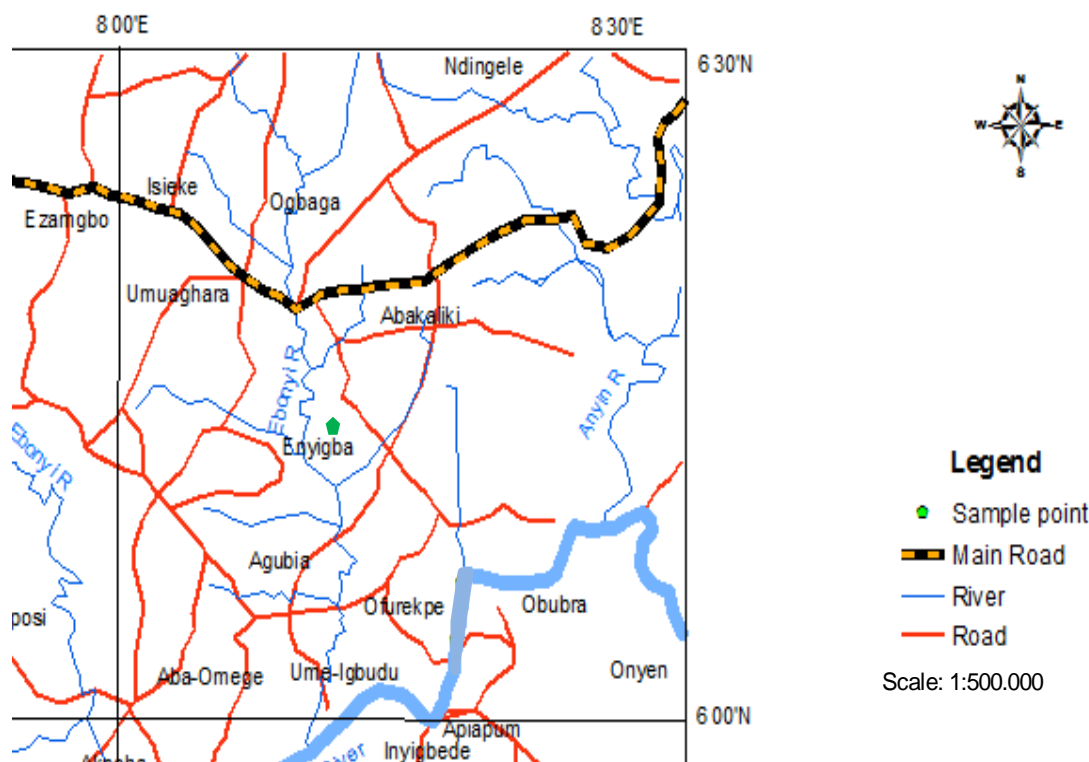 8 00'E
8 30'E
6 30'N
Ndingele
N
W
E
S
Isieke
Ogbaga
Ezamgbo
Umuaghara
Abakaliki
Ebonyi R
Anyin R
Enyigba
Ebonyi R
Legend
Sample point
Main Road
River
Road
Scale: 1:500.000
Agubia
Ofurekpe
Obubra
posi
Aba-Omege
Uma-Igbudu
Onyen
6 00'N
Apiapum
Inyigbede
iver